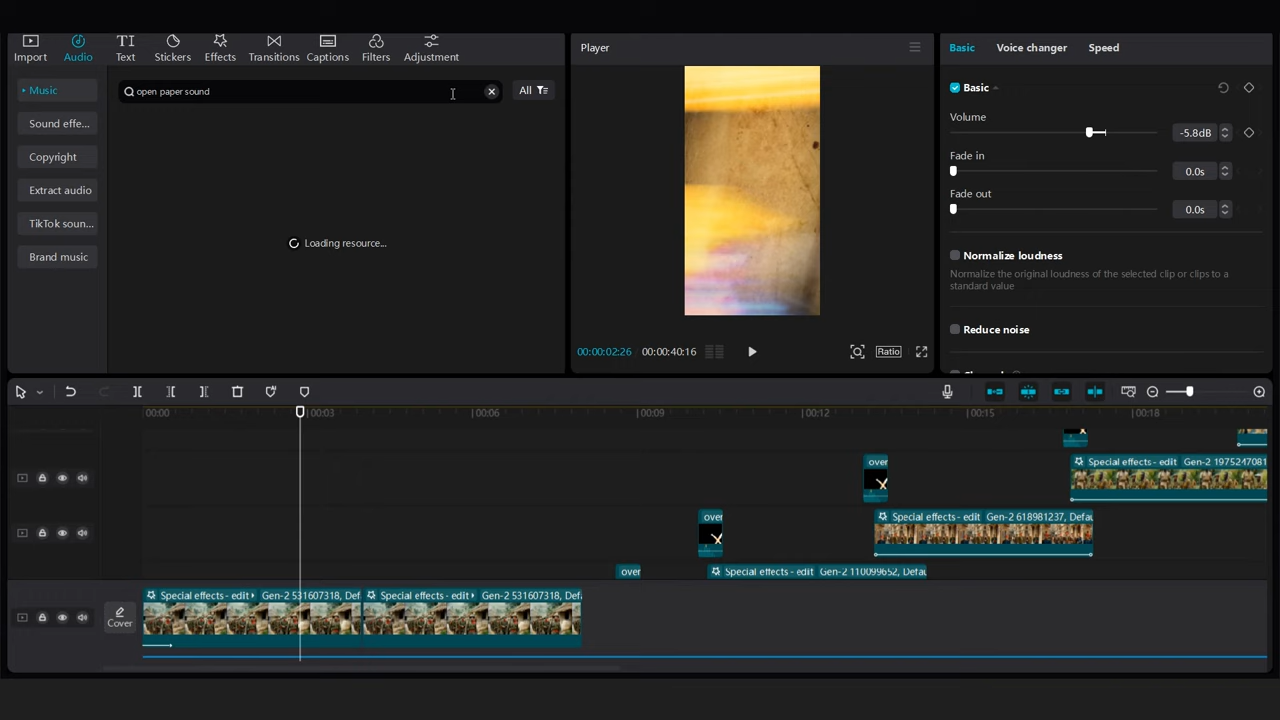 Import Audio Text Stickers Effects Transitions Captions Filters Adjustment
Music
Sound effe...
Copyright
Extract audio
TikTok soun...
Brand music
open paper sound
All
Loading resource...
Player
00:00:02:26 00:00:40:16
Ratio
Basic Voice changer Speed
Basic
Volume
-5.8dB
Fade in
0.0s
Fade out
0.0s
Normalize loudness
Normalize the original loudness of the selected clip or clips to a
standard value
Reduce noise
00:00 00:03 00:06 00:09 00:12 00:15 00:18
over Special effects - edit Gen-2 1975247081
over Special effects - edit Gen-2 618981237, Defau
over Special effects - edit Gen-2 110099652, Defau
Cover
Special effects - edit Gen-2 531607318, Def Special effects - edit Gen-2 531607318, Def